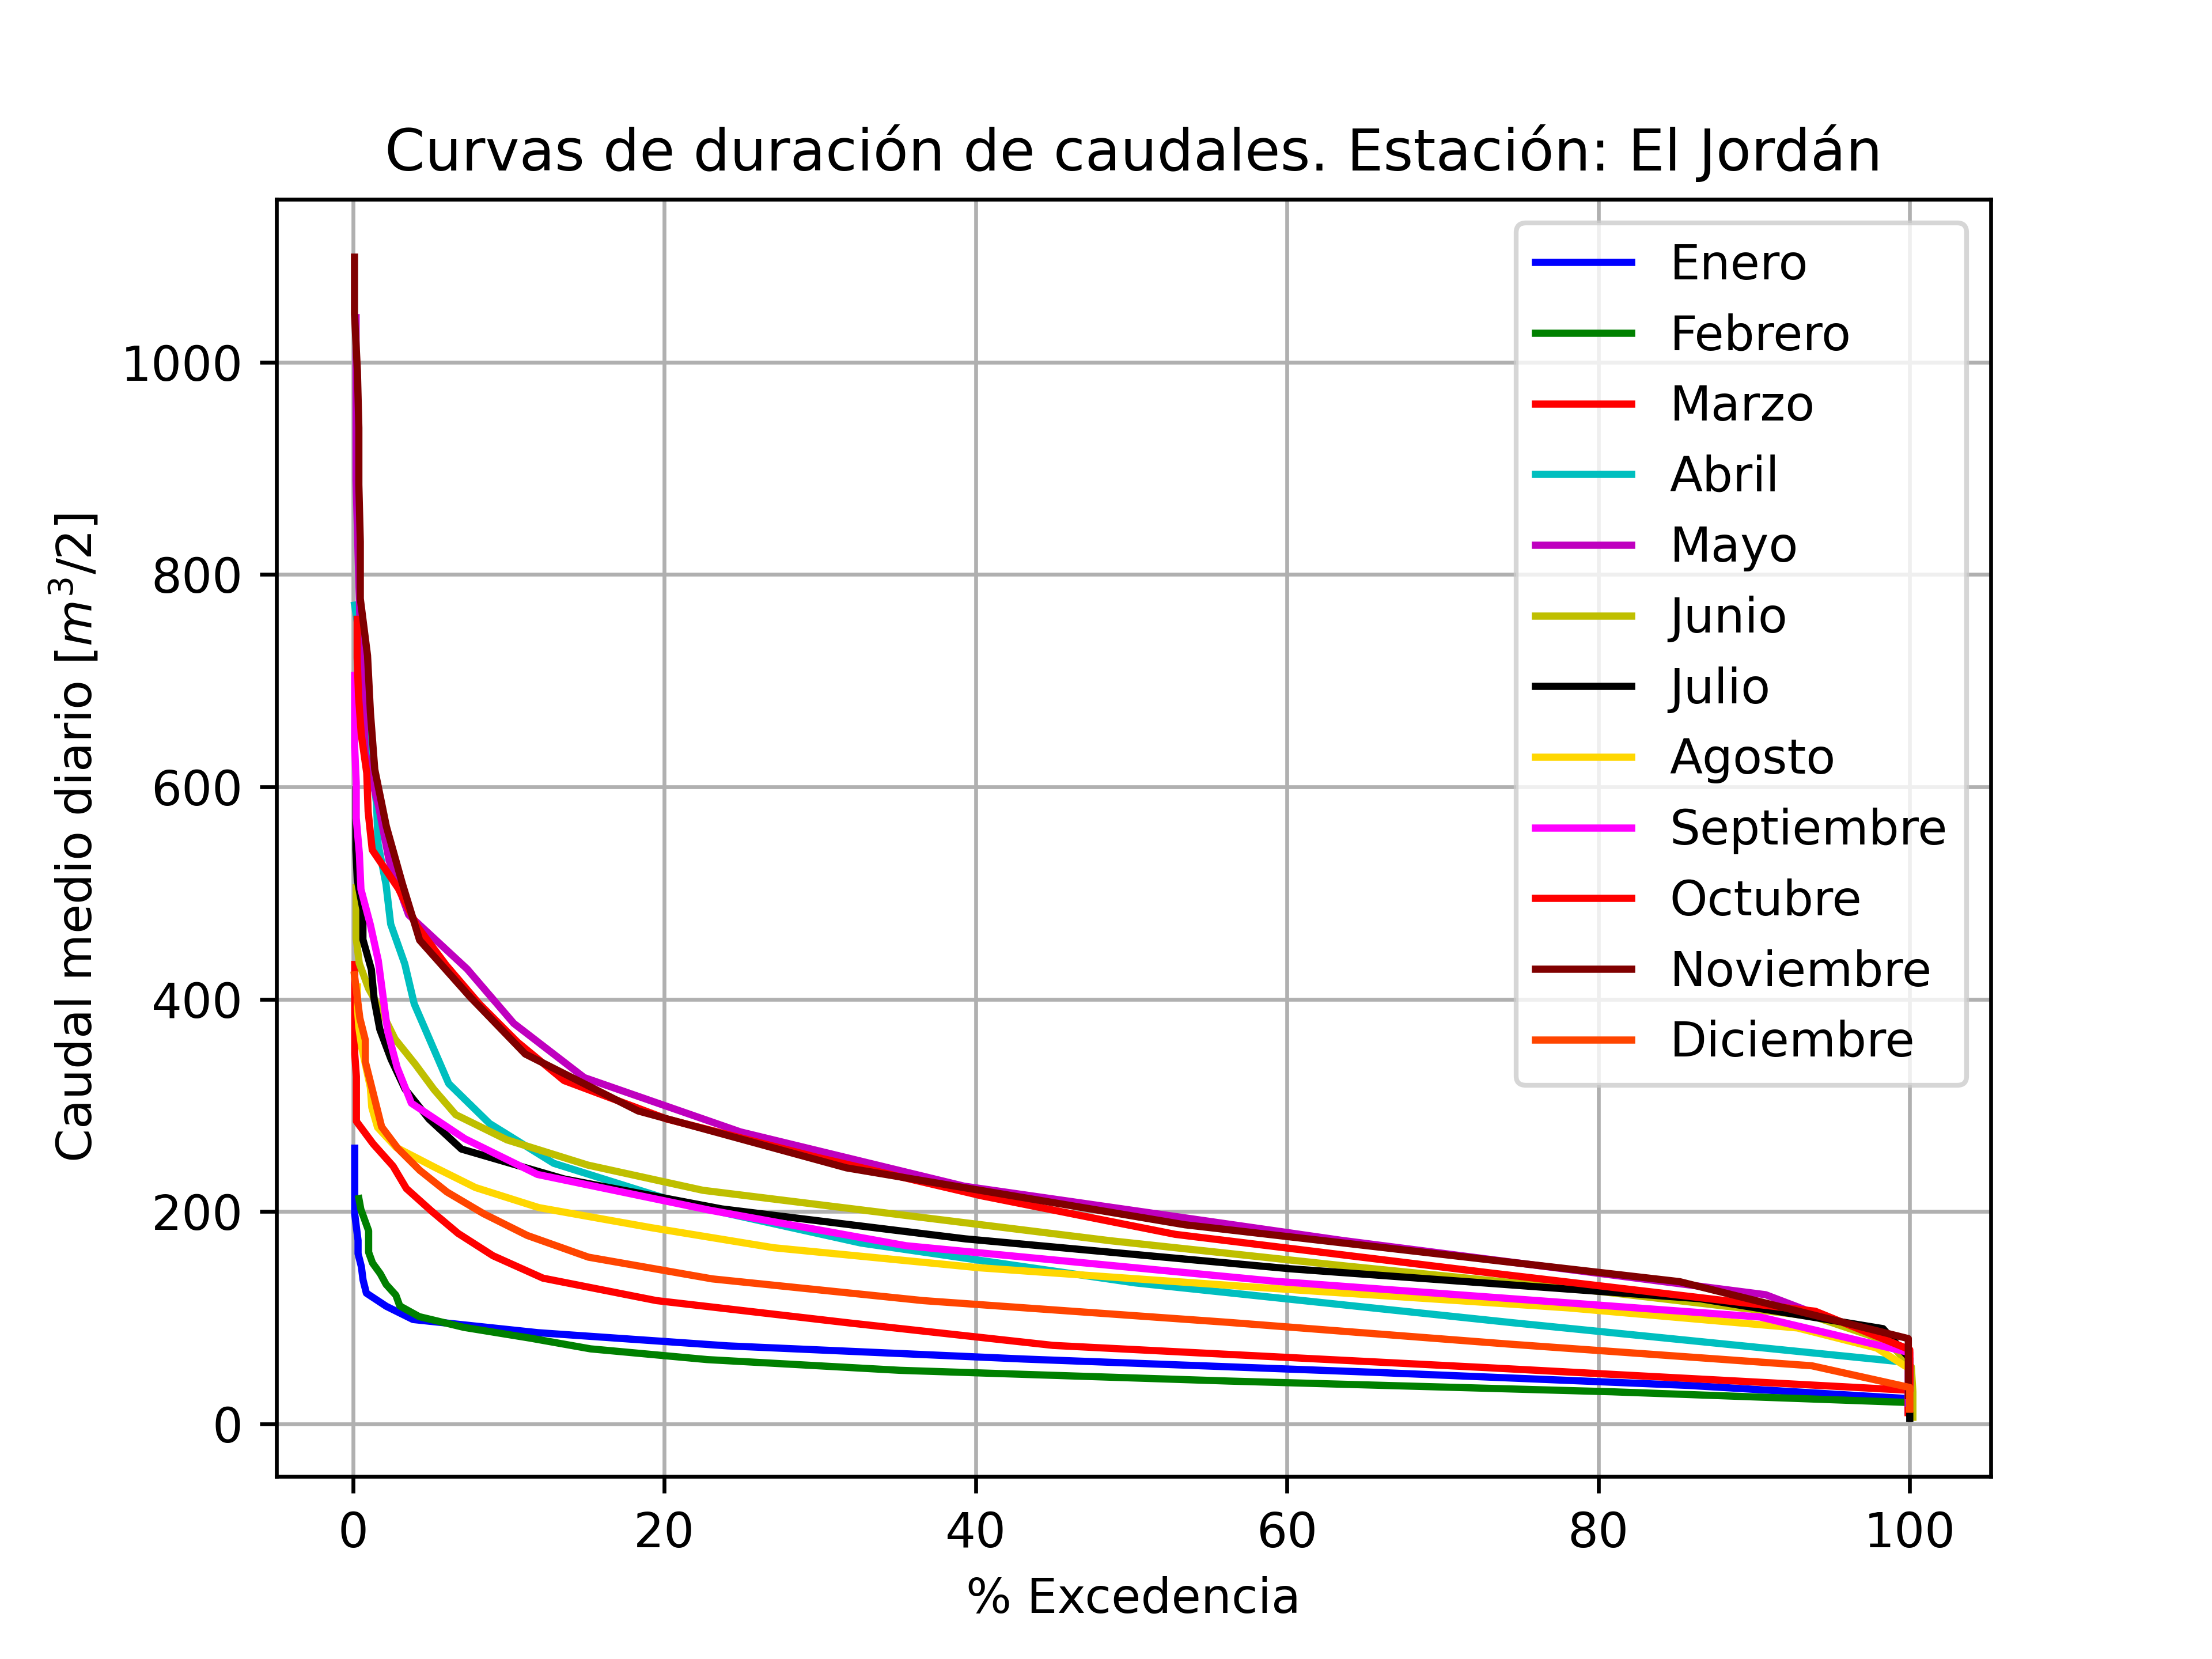 Curvas de duración de caudales. Estación: El Jordán
Caudal medio diario [m³/2]
1000
800
600
400
200
0
0 20 40 60 80 100
% Excedencia
Enero
Febrero
Marzo
Abril
Mayo
Junio
Julio
Agosto
Septiembre
Octubre
Noviembre
Diciembre